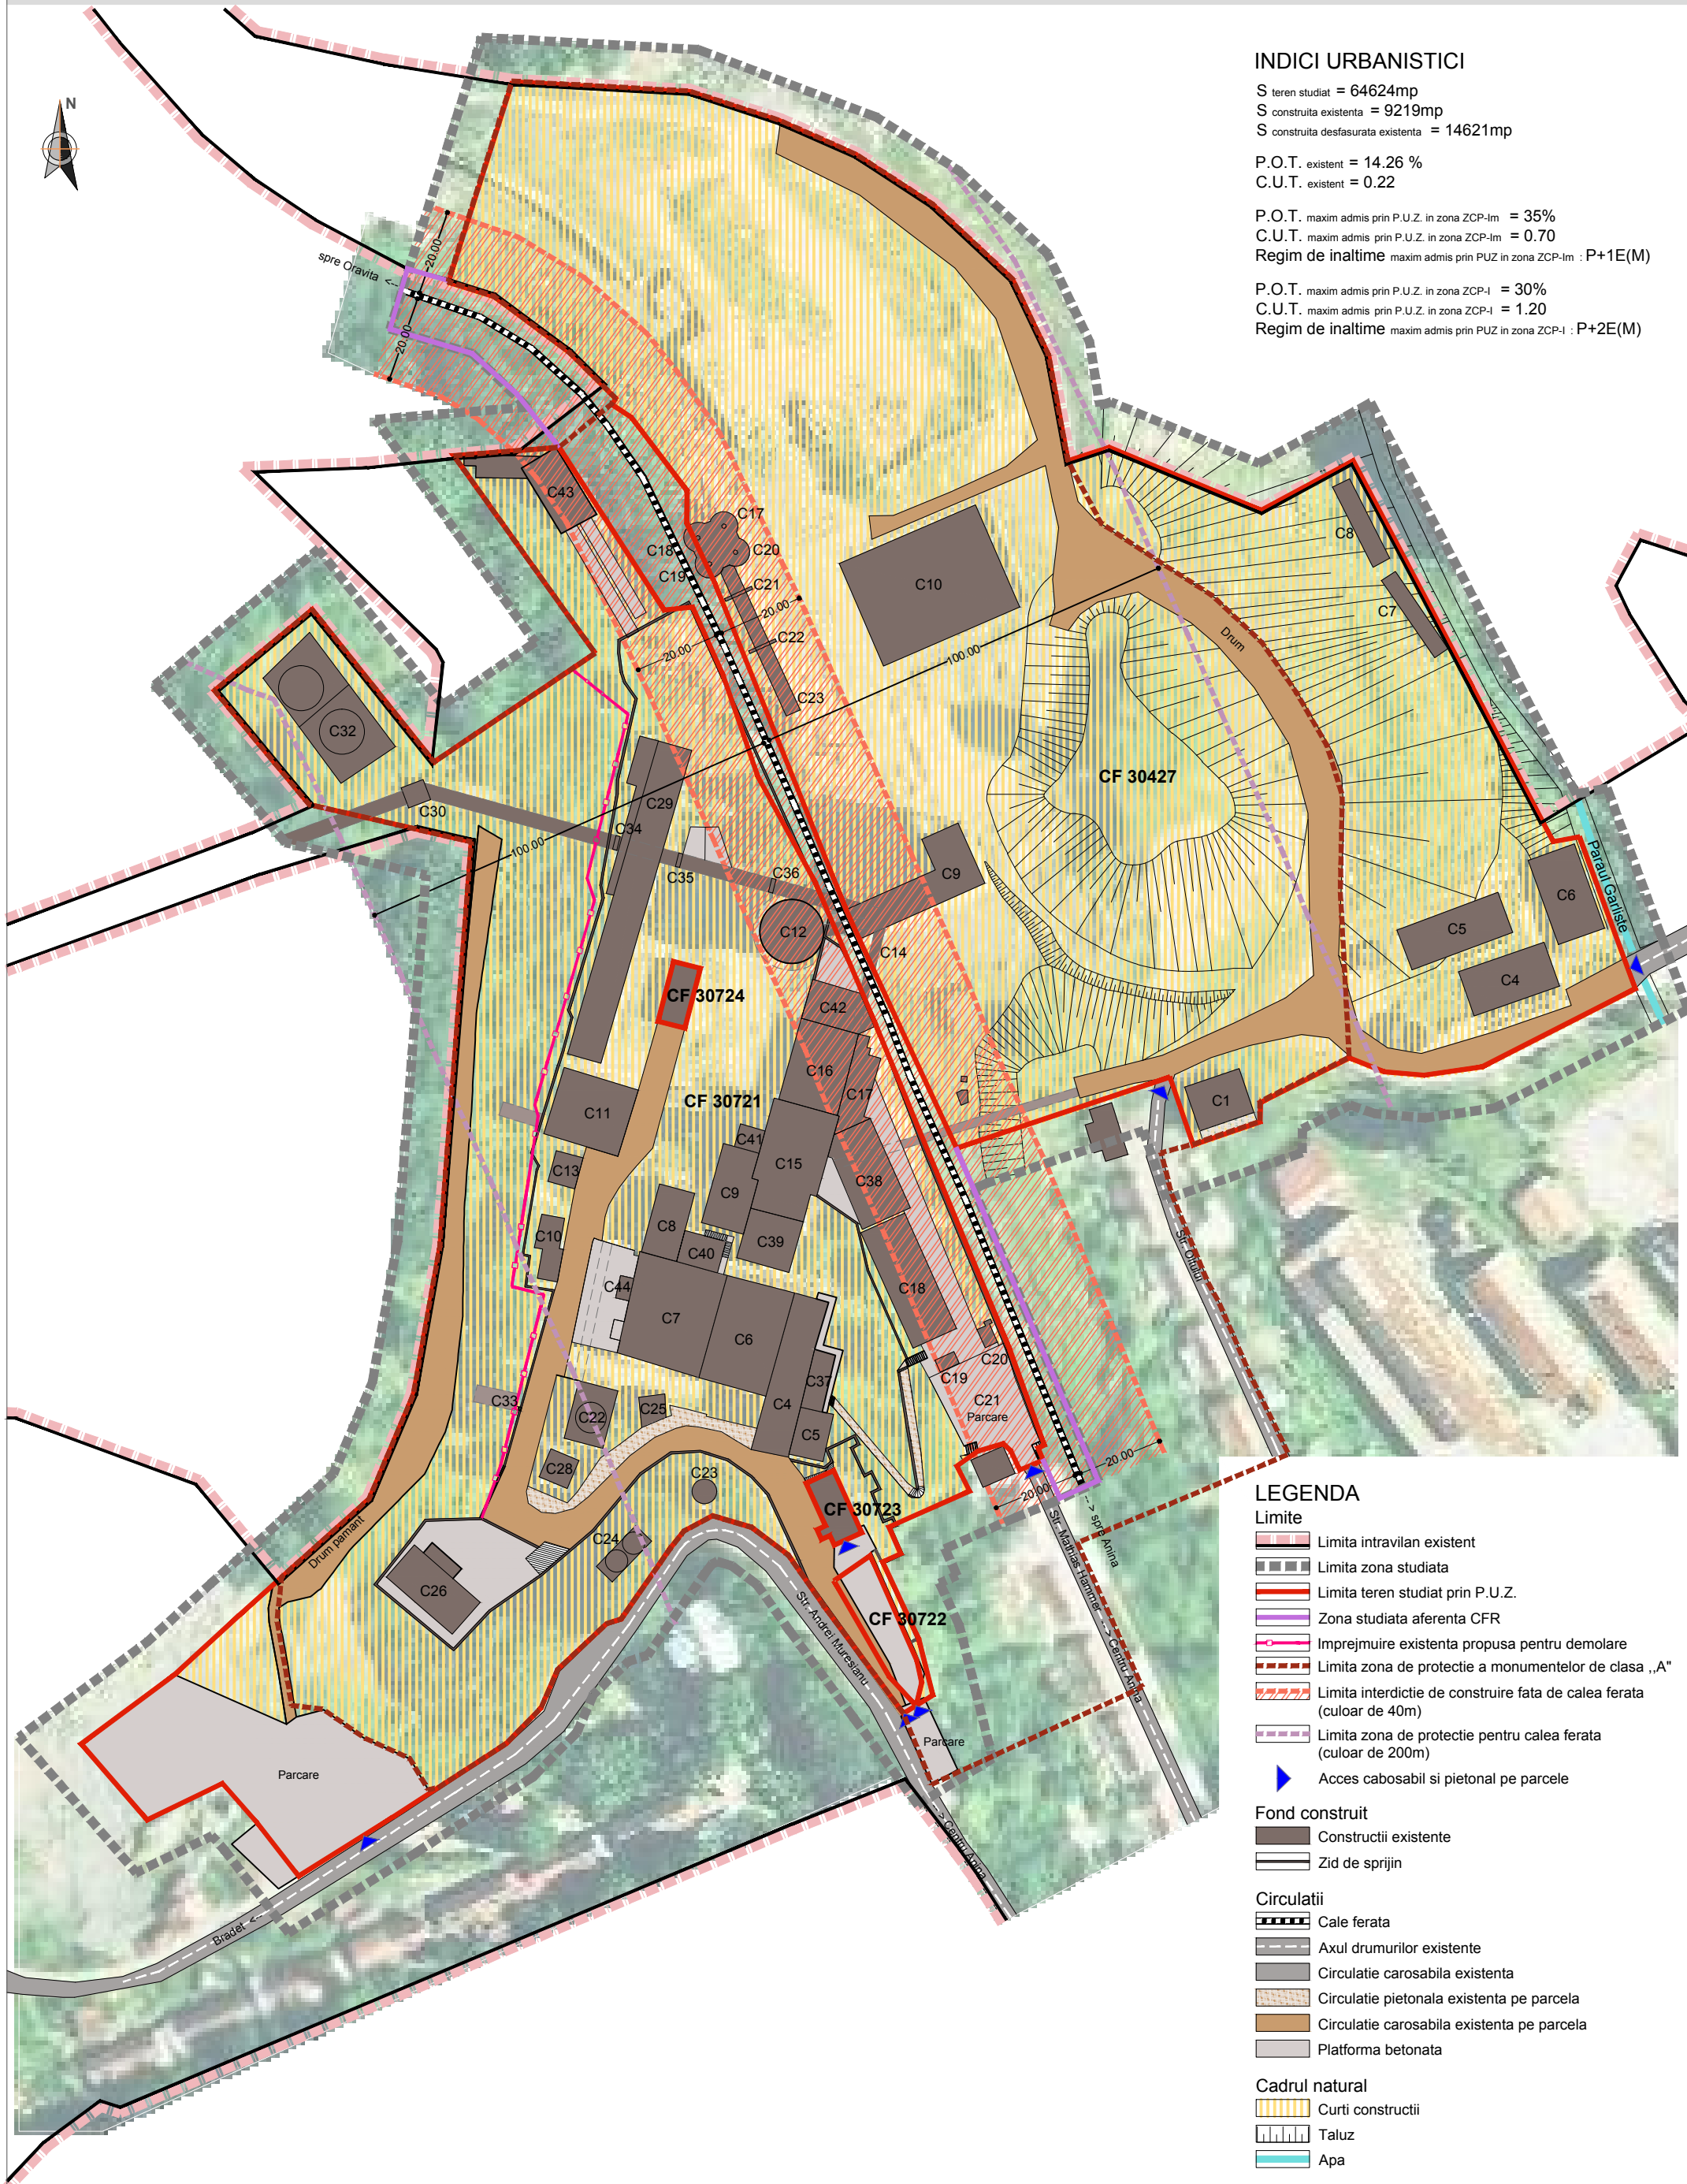 N
INDICI URBANISTICI
S teren studiat = 64624mp
S construita existenta = 9219mp
S construita desfasurata existenta = 14621mp
P.O.T. existent = 14.26 %
C.U.T. existent = 0.22
P.O.T. maxim admis prin P.U.Z. in zona ZCP-Im = 35%
C.U.T. maxim admis prin P.U.Z. in zona ZCP-Im = 0.70
Regim de inaltime maxim admis prin PUZ in zona ZCP-Im : P+1E(M)
P.O.T. maxim admis prin P.U.Z. in zona ZCP-I = 30%
C.U.T. maxim admis prin P.U.Z. in zona ZCP-I = 1.20
Regim de inaltime maxim admis prin PUZ in zona ZCP-I : P+2E(M)
20.00
spre Oravita <--
20.00
C43
C17
C18
C20
C19
C21
20.00
C22
20.00
C23
C10
100.00
C8
C7
Drum
C32
CF 30427
C30
C29
C34
100.00
C35
C36
C9
C12
C14
C6
C5
C4
Paraul Garliste
CF 30724
C42
C16
C17
CF 30721
C11
C1
C41
C15
C13
C9
C38
C8
C10
C40
C39
C44
C18
Str. Oitului
C7
C6
C20
C19
C37
C21
Parcare
C33
C22
C25
C4
C5
C28
20.00
20.00
C23
CF 30723
C24
--> spre Anina
Str. Mathias Hammer --> Centru Anina
Drum pamant
C26
Str. Andrei Muresianu
CF 30722
Parcare
Parcare
--> Centru Anina
Bradet <--
LEGENDA
Limite
Limita intravilan existent
Limita zona studiata
Limita teren studiat prin P.U.Z.
Zona studiata aferenta CFR
Imprejmuire existenta propusa pentru demolare
Limita zona de protectie a monumentelor de clasa ,,A"
Limita interdictie de construire fata de calea ferata
(culoar de 40m)
Limita zona de protectie pentru calea ferata
(culoar de 200m)
Acces cabosabil si pietonal pe parcele
Fond construit
Constructii existente
Zid de sprijin
Circulatii
Cale ferata
Axul drumurilor existente
Circulatie carosabila existenta
Circulatie pietonala existenta pe parcela
Circulatie carosabila existenta pe parcela
Platforma betonata
Cadrul natural
Curti constructii
Taluz
Apa